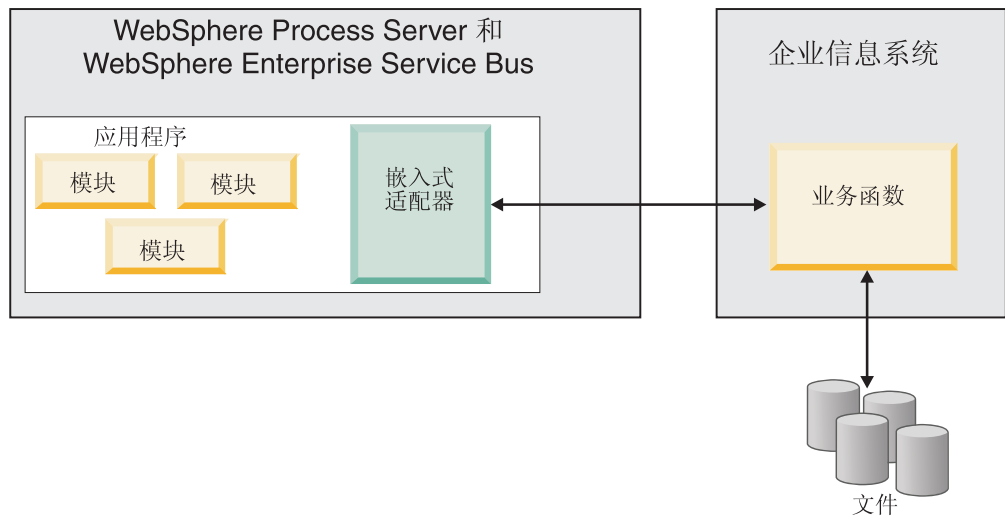 WebSphere Process Server 和
WebSphere Enterprise Service Bus
应用程序
模块
模块
模块
嵌入式
适配器
企业信息系统
业务函数
文件